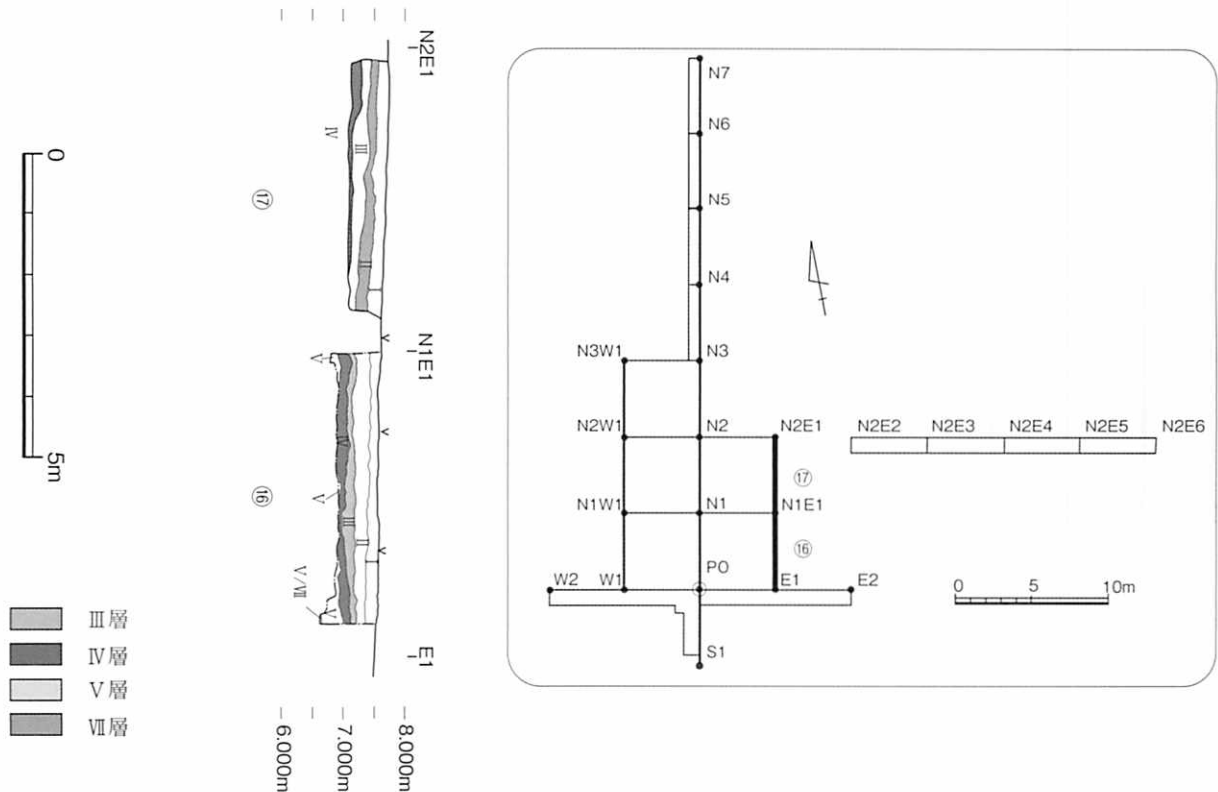 N2E1
IV
III
II
I
⑰
N1E1
V
IV
V
III
II
I
⑯
V/VII
V
E1
0
5m
6.000m
7.000m
8.000m
III層
IV層
V層
VII層
N7
N6
N5
N4
N3W1
N3
N2W1
N2
N2E1
N2E2
N2E3
N2E4
N2E5
N2E6
⑰
N1W1
N1
N1E1
⑯
P0
W2
W1
E1
E2
S1
0
5
10m